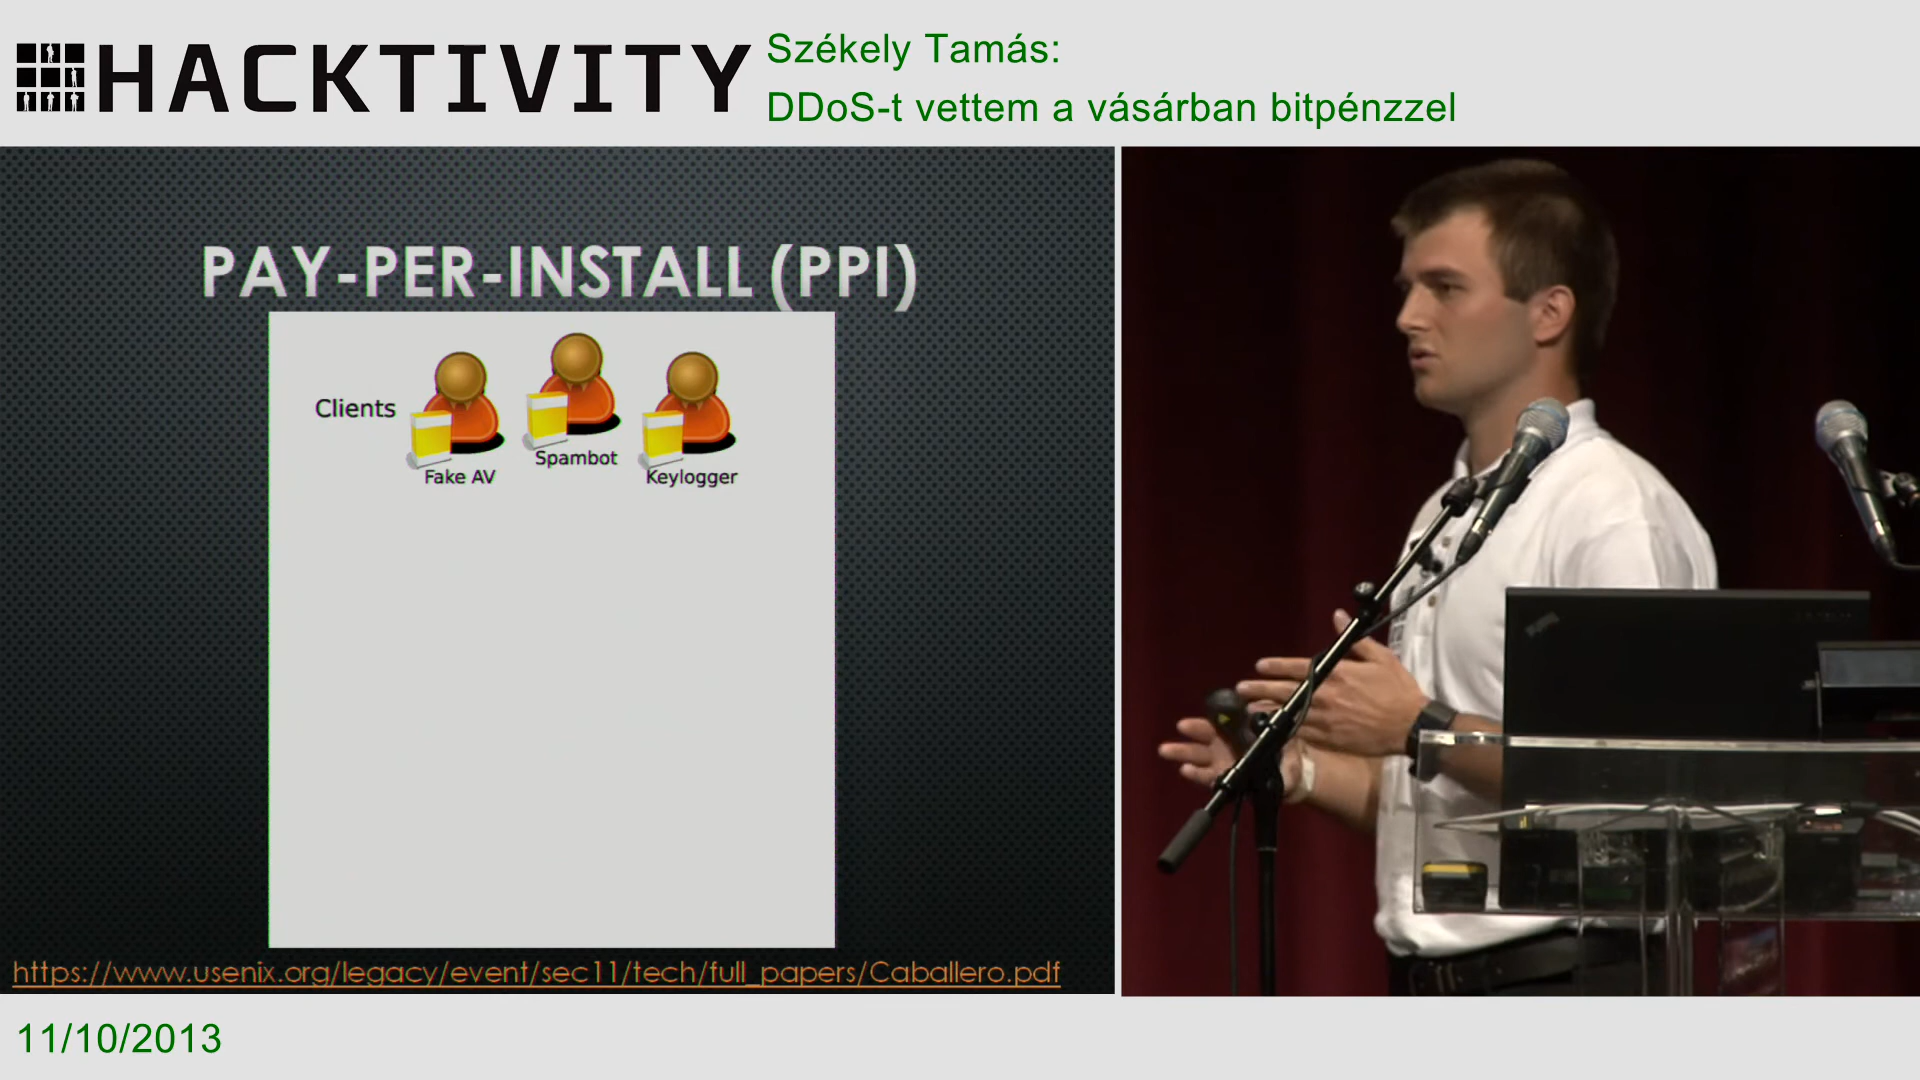 HACKTIVITY
Székely Tamás:
DDoS-t vettem a vásárban bitpénzzel
PAY-PER-INSTALL (PPI)
Clients
Fake AV
Spambot
Keylogger
https://www.usenix.org/legacy/event/sec11/tech/full_papers/Caballero.pdf
11/10/2013